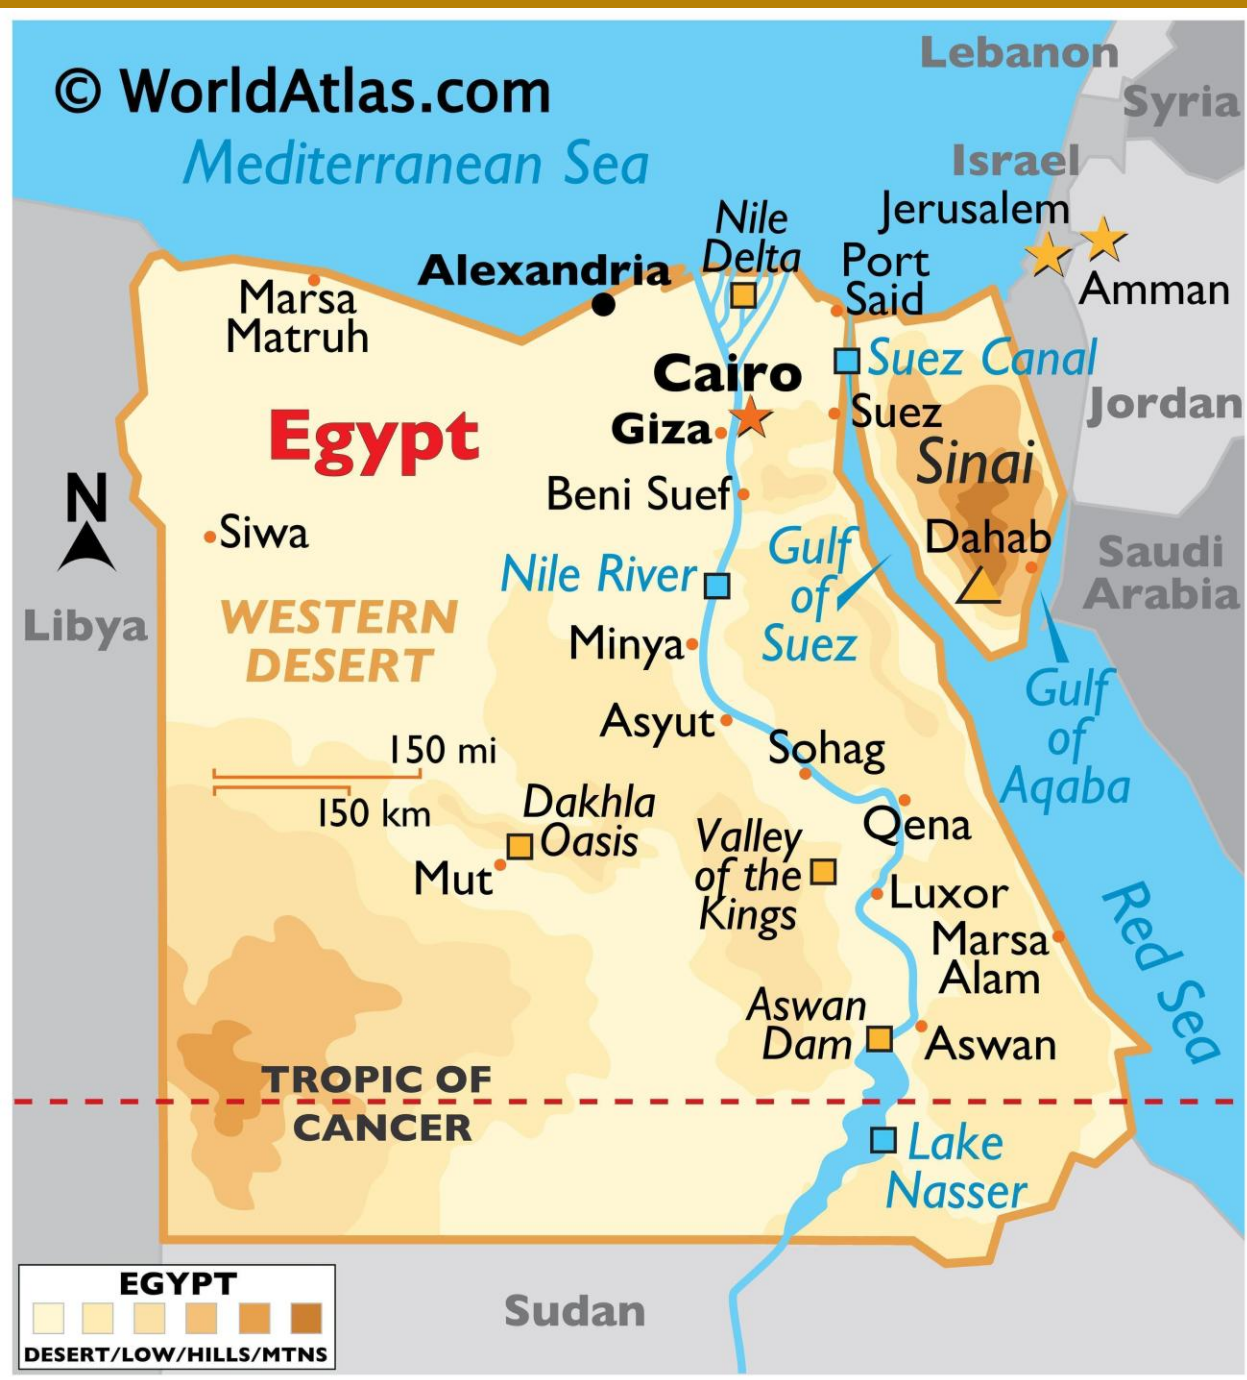 Lebanon
© WorldAtlas.com
Syria
Mediterranean Sea
Israel
Jerusalem
Nile
Delta
Port
Said
Alexandria
Amman
Marsa
Matruh
Suez Canal
Cairo
Jordan
Suez
Giza
Egypt
Sinai
N
Beni Suef
Siwa
Dahab
Gulf
of
Suez
Saudi
Arabia
Nile River
Libya
WESTERN
DESERT
Minya
Gulf
of
Aqaba
Asyut
Sohag
150 mi
150 km
Dakhla
Oasis
Valley
of the
Kings
Qena
Mut
Luxor
Red Sea
Marsa
Alam
Aswan
Dam
Aswan
TROPIC OF
CANCER
Lake
Nasser
EGYPT
DESERT/LOW/HILLS/MTNS
Sudan